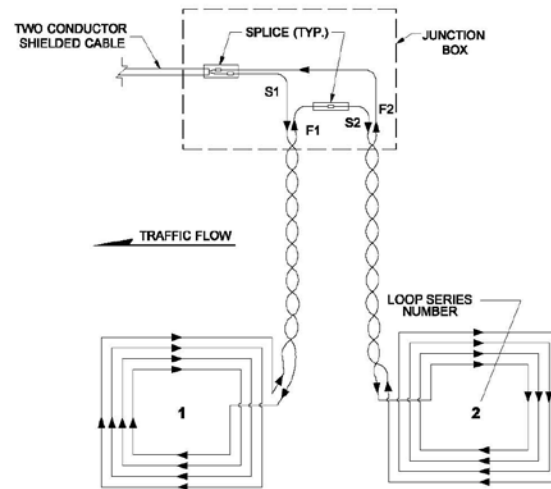 TWO CONDUCTOR
SHIELDED CABLE
SPLICE (TYP.)
JUNCTION
BOX
S1
F1
S2
F2
TRAFFIC FLOW
LOOP SERIES
NUMBER
1
2